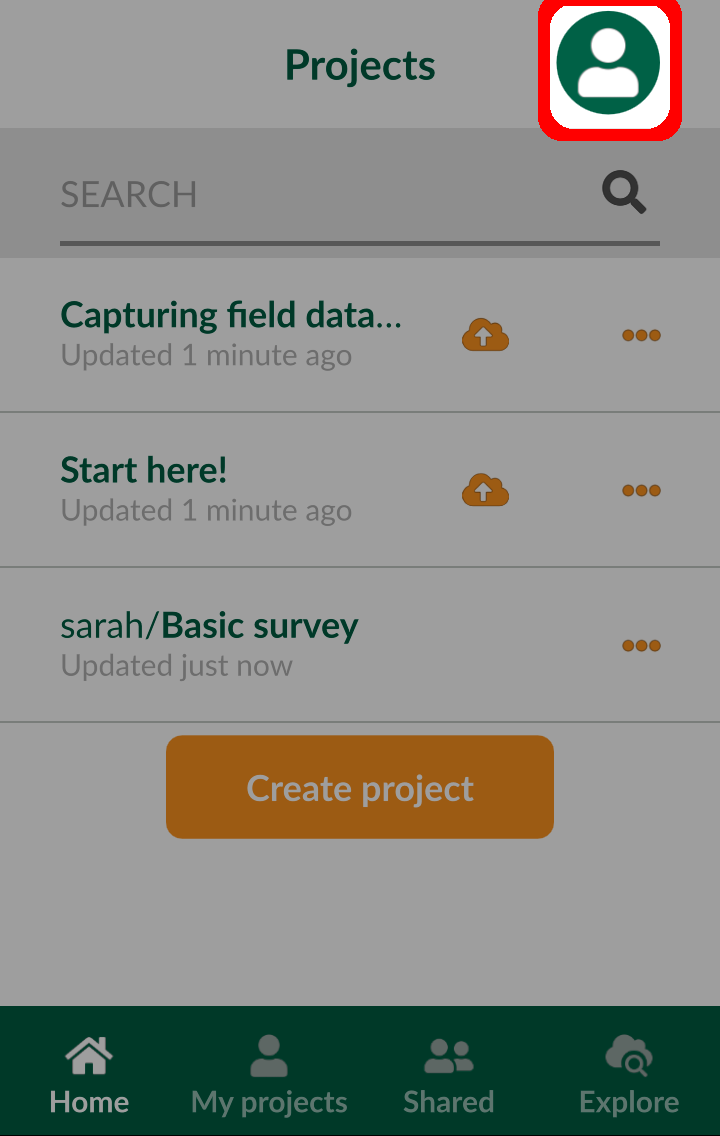 Projects
SEARCH
Capturing field data...
Updated 1 minute ago
Start here!
Updated 1 minute ago
sarah/Basic survey
Updated just now
Create project
Home My projects Shared Explore